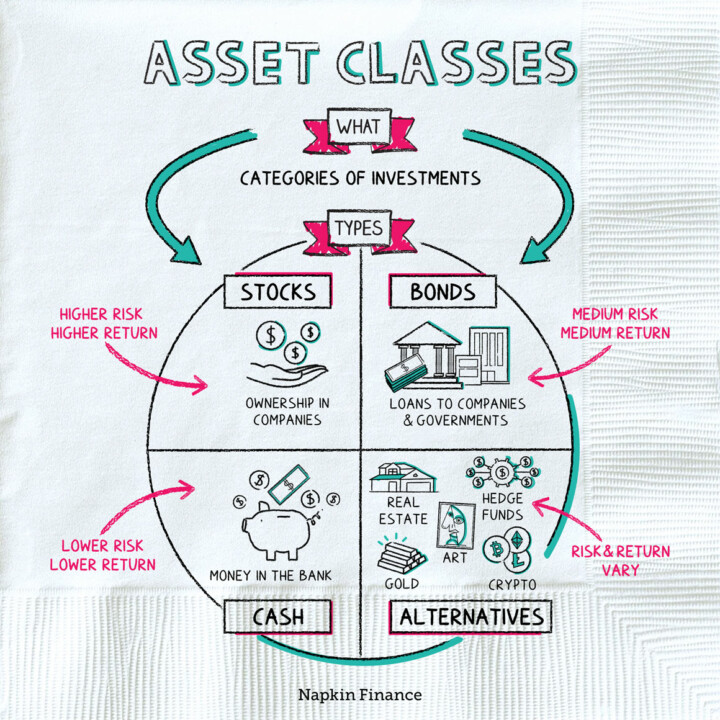 ASSET CLASSES
WHAT
CATEGORIES OF INVESTMENTS
TYPES
STOCKS
BONDS
HIGHER RISK
HIGHER RETURN
MEDIUM RISK
MEDIUM RETURN
$
$
$
OWNERSHIP IN
COMPANIES
LOANS TO COMPANIES
& GOVERNMENTS
REAL
ESTATE
HEDGE
FUNDS
ART
GOLD
CRYPTO
LOWER RISK
LOWER RETURN
MONEY IN THE BANK
RISK & RETURN
VARY
CASH
ALTERNATIVES
Napkin Finance